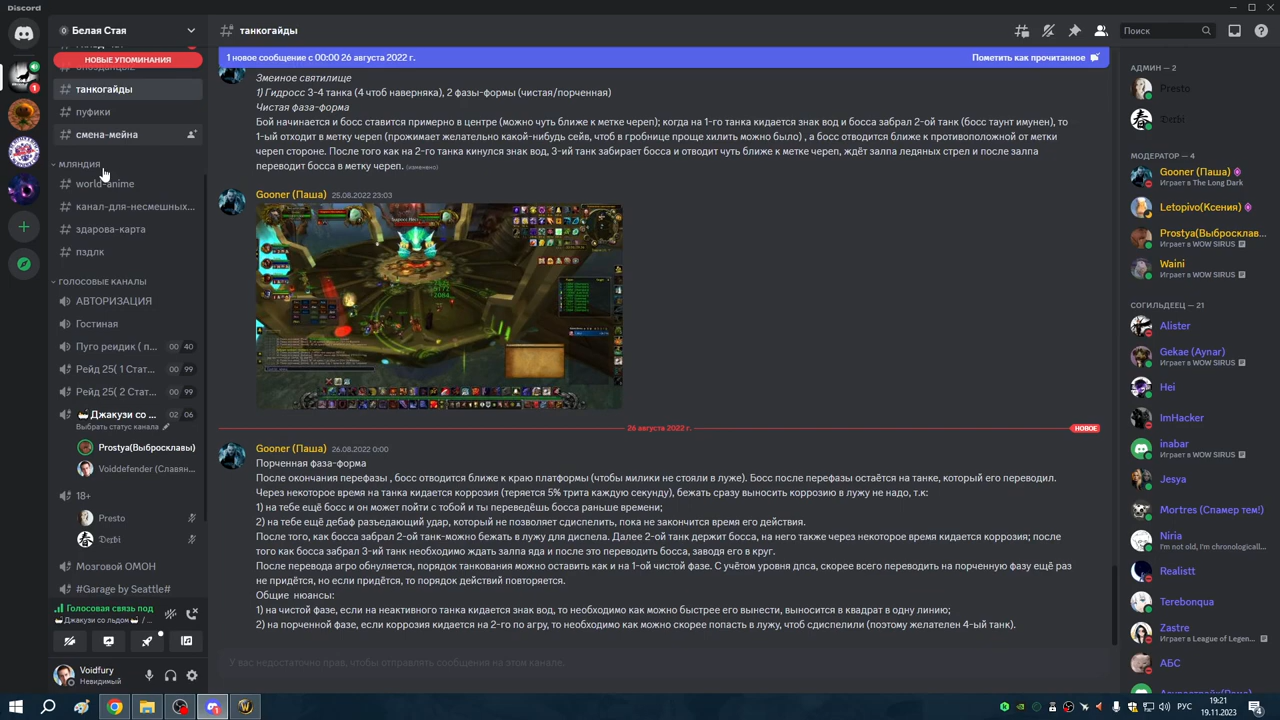 Discord
Белая Стая
НОВЫЕ УПОМИНАНИЯ
танкогайды
пуфики
смена-мейна
МЛЯНДИЯ
world-anime
канал-для-несмешных...
здарова-карта
пздлк
ГОЛОСОВЫЕ КАНАЛЫ
АВТОРИЗАЦИЯ
Гостиная
Пуго реидик ( п... 00 40
Рейд 25( 1 Стат... 00 99
Рейд 25( 2 Стат... 00 99
Джакузи со ... 02 06
Выбрать статус канала
Prostya(Выбросклавы)
Voiddefender (Славян...
18+
Presto
Derbi
Мозговой ОМОН
#Garage by Seattle#
Голосовая связь под
Джакузи со льдом / ...
Voidfury
Невидимый
танкогайды
Поиск
1 новое сообщение с 00:00 26 августа 2022 г.
Пометить как прочитанное
Змеиное святилище
1) Гидросс 3-4 танка (4 чтоб наверняка), 2 фазы-формы (чистая/порченная)
Чистая фаза-форма
Бой начинается и босс ставится примерно в центре (можно чуть ближе к метке череп); когда на 1-го танка кидается знак вод и босса забрал 2-ой танк (босс таунт имунен), то
1-ый отходит в метку череп (прожимает желательно какой-нибудь сейв, чтоб в гробнице проще хилить можно было) , а босс отводится ближе к противоположной от метки
череп стороне. После того как на 2-го танка кинулся знак вод, 3-ий танк забирает босса и отводит чуть ближе к метке череп, ждёт залпа ледяных стрел и после залпа
переводит босса в метку череп. (изменено)
Gooner (Паша) 25.08.2022 23:03
26 августа 2022 г.
НОВОЕ
Gooner (Паша) 26.08.2022 0:00
Порченная фаза-форма
После окончания перефазы , босс отводится ближе к краю платформы (чтобы милики не стояли в луже). Босс после перефазы остаётся на танке, который его переводил.
Через некоторое время на танка кидается коррозия (теряется 5% трита каждую секунду), бежать сразу выносить коррозию в лужу не надо, т.к:
1) на тебе ещё босс и он может пойти с тобой и ты переведёшь босса раньше времени;
2) на тебе ещё дебаф разъедающий удар, который не позволяет сдиспелить, пока не закончится время его действия.
После того, как босса забрал 2-ой танк-можно бежать в лужу для диспела. Далее 2-ой танк держит босса, на него также через некоторое время кидается коррозия; после
того как босса забрал 3-ий танк необходимо ждать залпа яда и после это переводить босса, заводя его в круг.
После перевода агро обнуляется, порядок танкования можно оставить как и на 1-ой чистой фазе. С учётом уровня дпса, скорее всего переводить на порченную фазу ещё раз
не придётся, но если придётся, то порядок действий повторяется.
Общие нюансы:
1) на чистой фазе, если на неактивного танка кидается знак вод, то необходимо как можно быстрее его вынести, выносится в квадрат в одну линию;
2) на порченной фазе, если коррозия кидается на 2-го по агру, то необходимо как можно скорее попасть в лужу, чтоб сдиспелили (поэтому желателен 4-ый танк).
У вас недостаточно прав, чтобы отправлять сообщения на этом канале.
АДМИН — 2
Presto
Derbi
МОДЕРАТОР — 4
Gooner (Паша)
Играет в The Long Dark
Letopivo(Ксения)
Prostya(Выбросклав...
Играет в WOW SIRUS
Waini
Играет в WOW SIRUS
СОГИЛЬДЕЕЦ — 21
Alister
Gekae (Аунар)
Играет в WOW SIRUS
Hei
ImHacker
inabar
Играет в WOW SIRUS
Jesya
Mortres (Спамер тем!)
Niria
I'm not old, I'm chronologicall...
Realistt
Terebonqua
Zastre
Играет в League of Legen...
АБС
РУС
19:21
19.11.2023